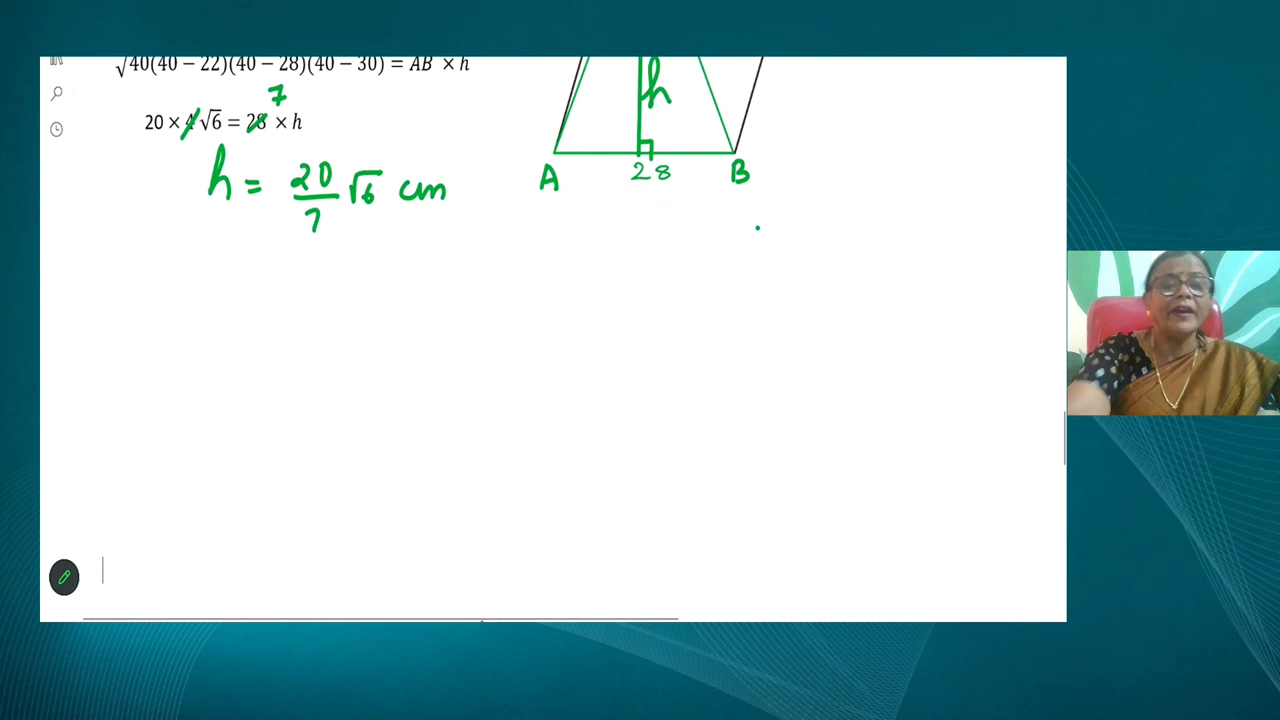 √40(40 − 22)(40 − 28)(40 − 30) = AB × h
7
20 × 4√6 = 28 × h
h = 20/7 √6 cm
h
A 28 B